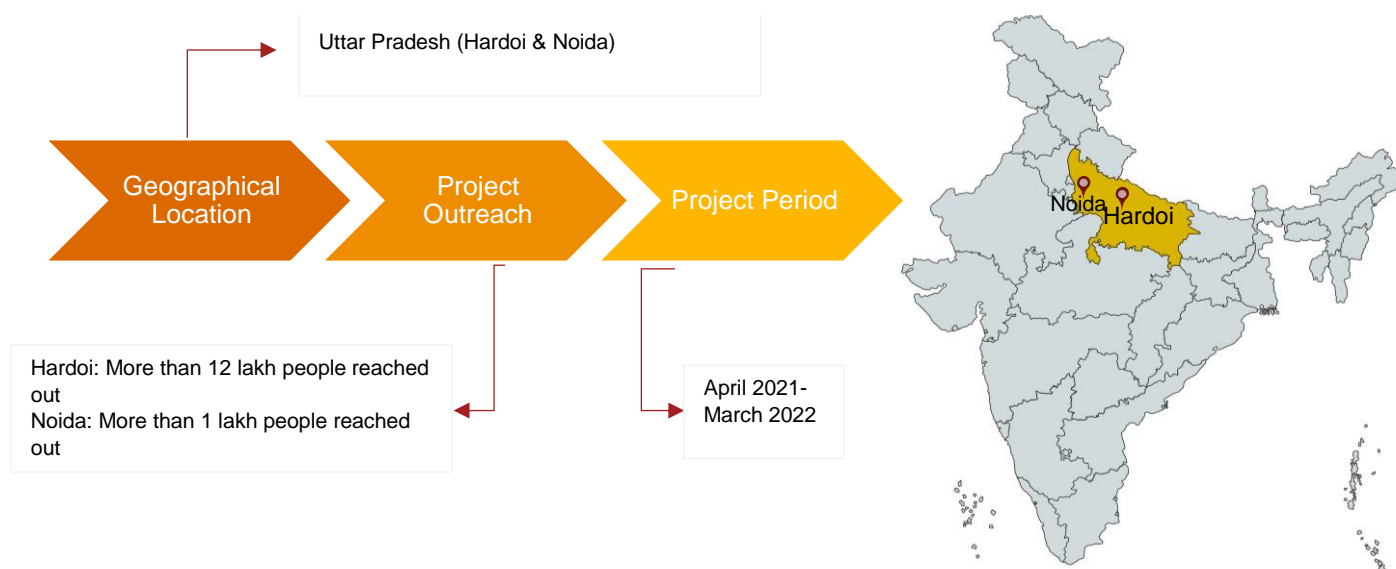 Uttar Pradesh (Hardoi & Noida)
Geographical
Location
Project
Outreach
Project Period
Hardoi: More than 12 lakh people reached
out
Noida: More than 1 lakh people reached
out
April 2021-
March 2022
Noida
Hardoi